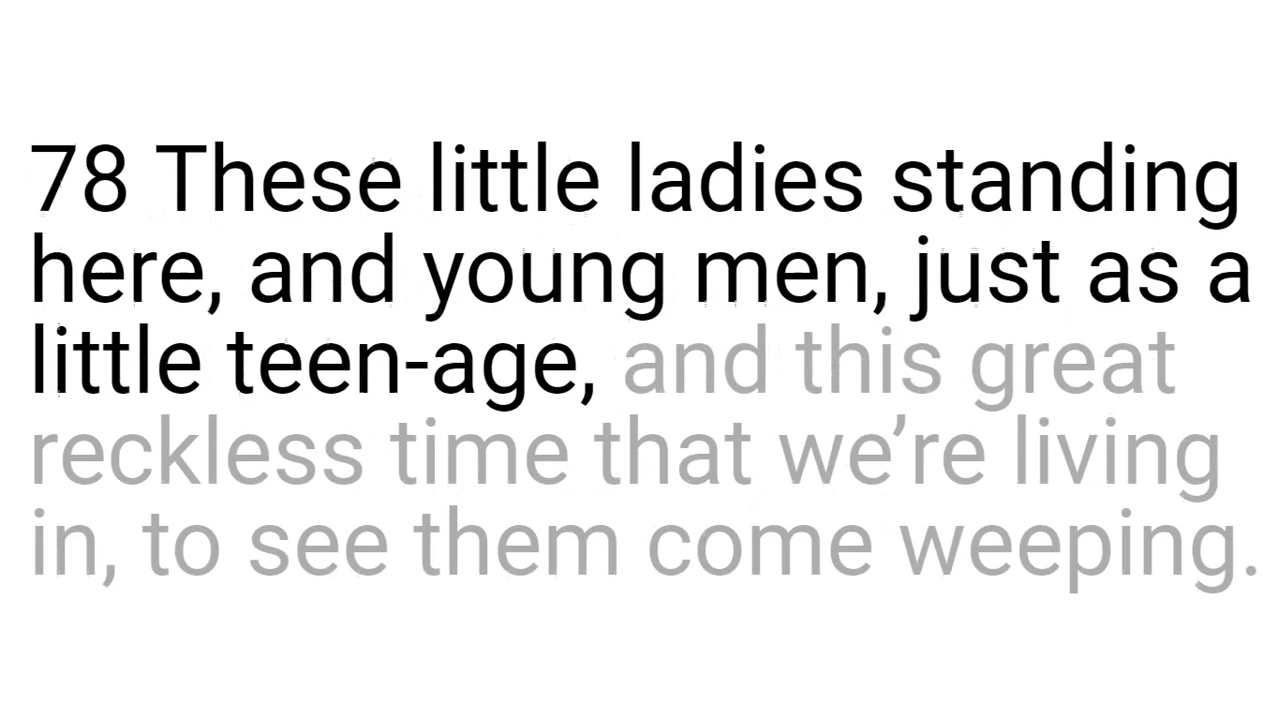 78 These little ladies standing
here, and young men, just as a
little teen-age, and this great
reckless time that we’re living
in, to see them come weeping.